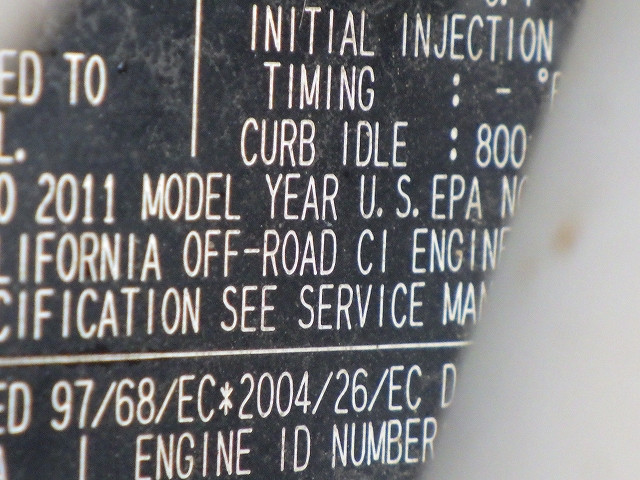 INITIAL INJECTION
ED TO TIMING : - °F
L. CURB IDLE : 800
2011 MODEL YEAR U.S. EPA
LIFORNIA OFF-ROAD CI ENGINE
CIFICATION SEE SERVICE MA
ED 97/68/EC*2004/26/EC D
ENGINE ID NUMBER